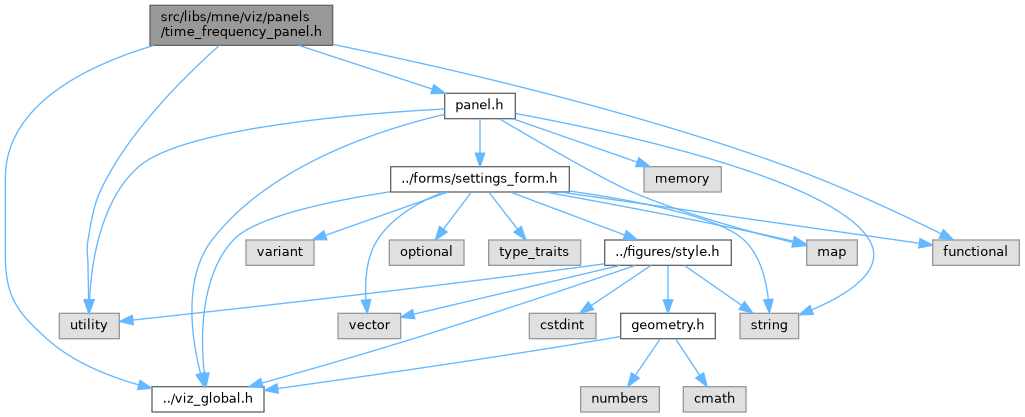 src/libs/mne/viz/panels
/time_frequency_panel.h
panel.h
../forms/settings_form.h
memory
variant
optional
type_traits
../figures/style.h
map
functional
utility
vector
cstdint
geometry.h
string
../viz_global.h
numbers
cmath